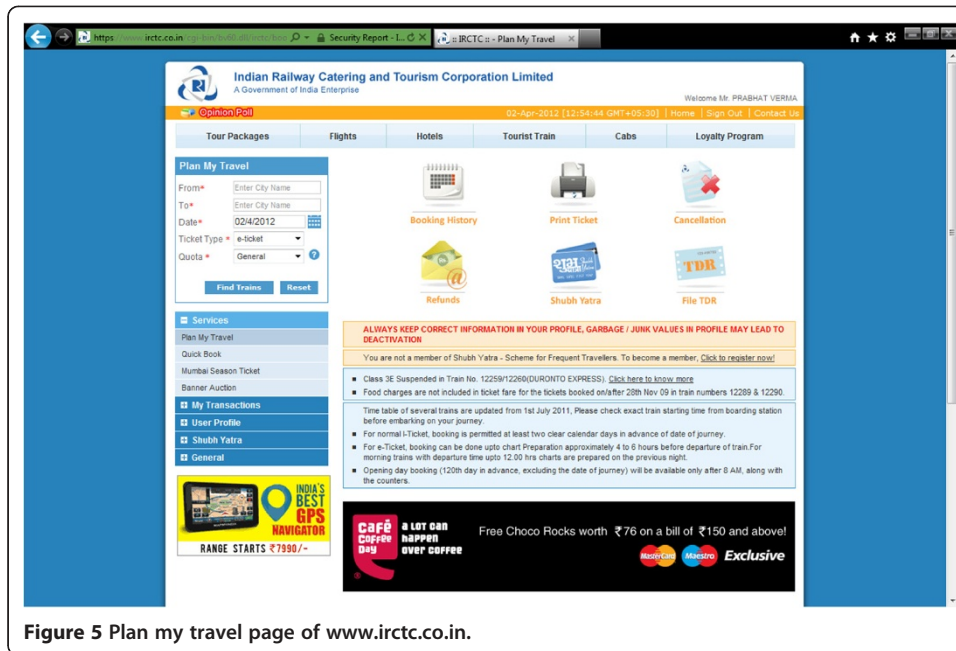 https://www.irctc.co.in/cgi-bin/bv60.dll/irctc/boo
Security Report - I...
:: IRCTC :: - Plan My Travel
Indian Railway Catering and Tourism Corporation Limited
A Government of India Enterprise
Welcome Mr. PRABHAT VERMA
Opinion Poll
02-Apr-2012 [12:54:44 GMT+05:30] | Home | Sign Out | Contact Us
Tour Packages Flights Hotels Tourist Train Cabs Loyalty Program
Plan My Travel
From* Enter City Name
To* Enter City Name
Date* 02/4/2012
Ticket Type * e-ticket
Quota * General ?
Find Trains Reset
Booking History Print Ticket Cancellation
शुभ यात्रा
TDR
Refunds Shubh Yatra File TDR
Services
Plan My Travel
Quick Book
Mumbai Season Ticket
Banner Auction
My Transactions
User Profile
Shubh Yatra
General
ALWAYS KEEP CORRECT INFORMATION IN YOUR PROFILE, GARBAGE / JUNK VALUES IN PROFILE MAY LEAD TO
DEACTIVATION
You are not a member of Shubh Yatra - Scheme for Frequent Travellers. To become a member, Click to register now!
Class 3E Suspended in Train No. 12259/12260(DURONTO EXPRESS). Click here to know more
Food charges are not included in ticket fare for the tickets booked on/after 28th Nov 09 in train numbers 12289 & 12290.
Time table of several trains are updated from 1st July 2011, Please check exact train starting time from boarding station
before embarking on your journey.
For normal I-Ticket, booking is permitted at least two clear calendar days in advance of date of journey.
For e-Ticket, booking can be done upto chart Preparation approximately 4 to 6 hours before departure of train.For
morning trains with departure time upto 12.00 hrs charts are prepared on the previous night.
Opening day booking (120th day in advance, excluding the date of journey) will be available only after 8 AM, along with
the counters.
INDIA'S
BEST
GPS
NAVIGATOR
RANGE STARTS ₹7990/-
Café
Coffee
Day
a lot can
happen
over coffee
Free Choco Rocks worth ₹76 on a bill of ₹150 and above!
MasterCard Maestro Exclusive
Figure 5 Plan my travel page of www.irctc.co.in.